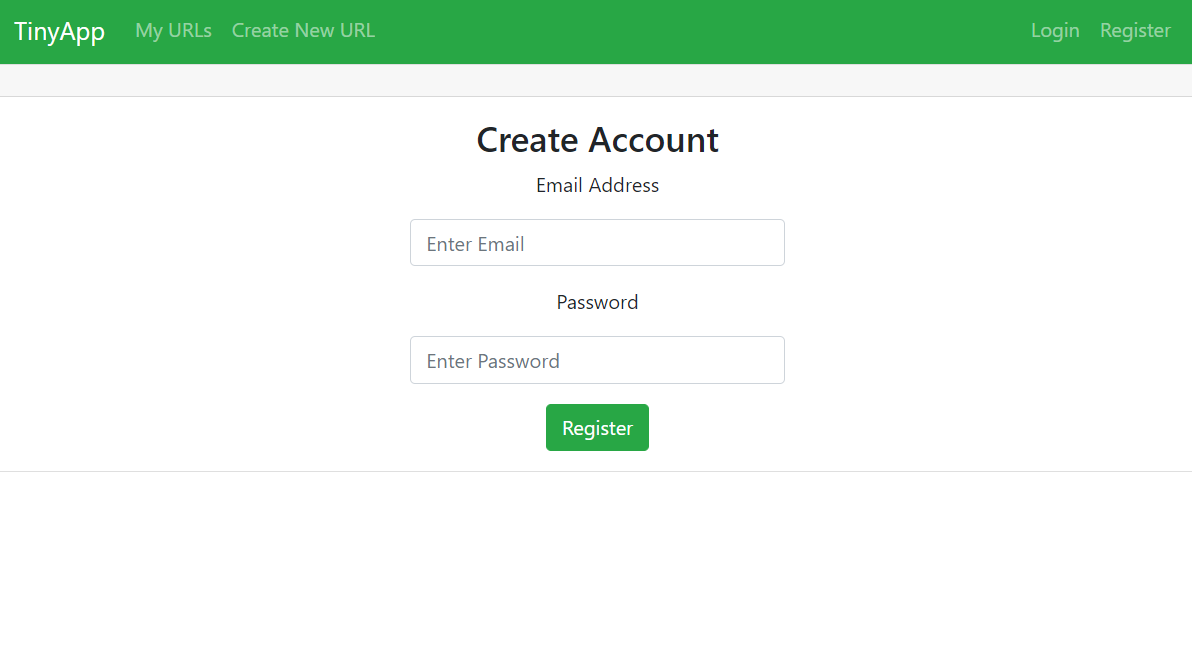 TinyApp My URLs Create New URL Login Register
Create Account
Email Address
Enter Email
Password
Enter Password
Register